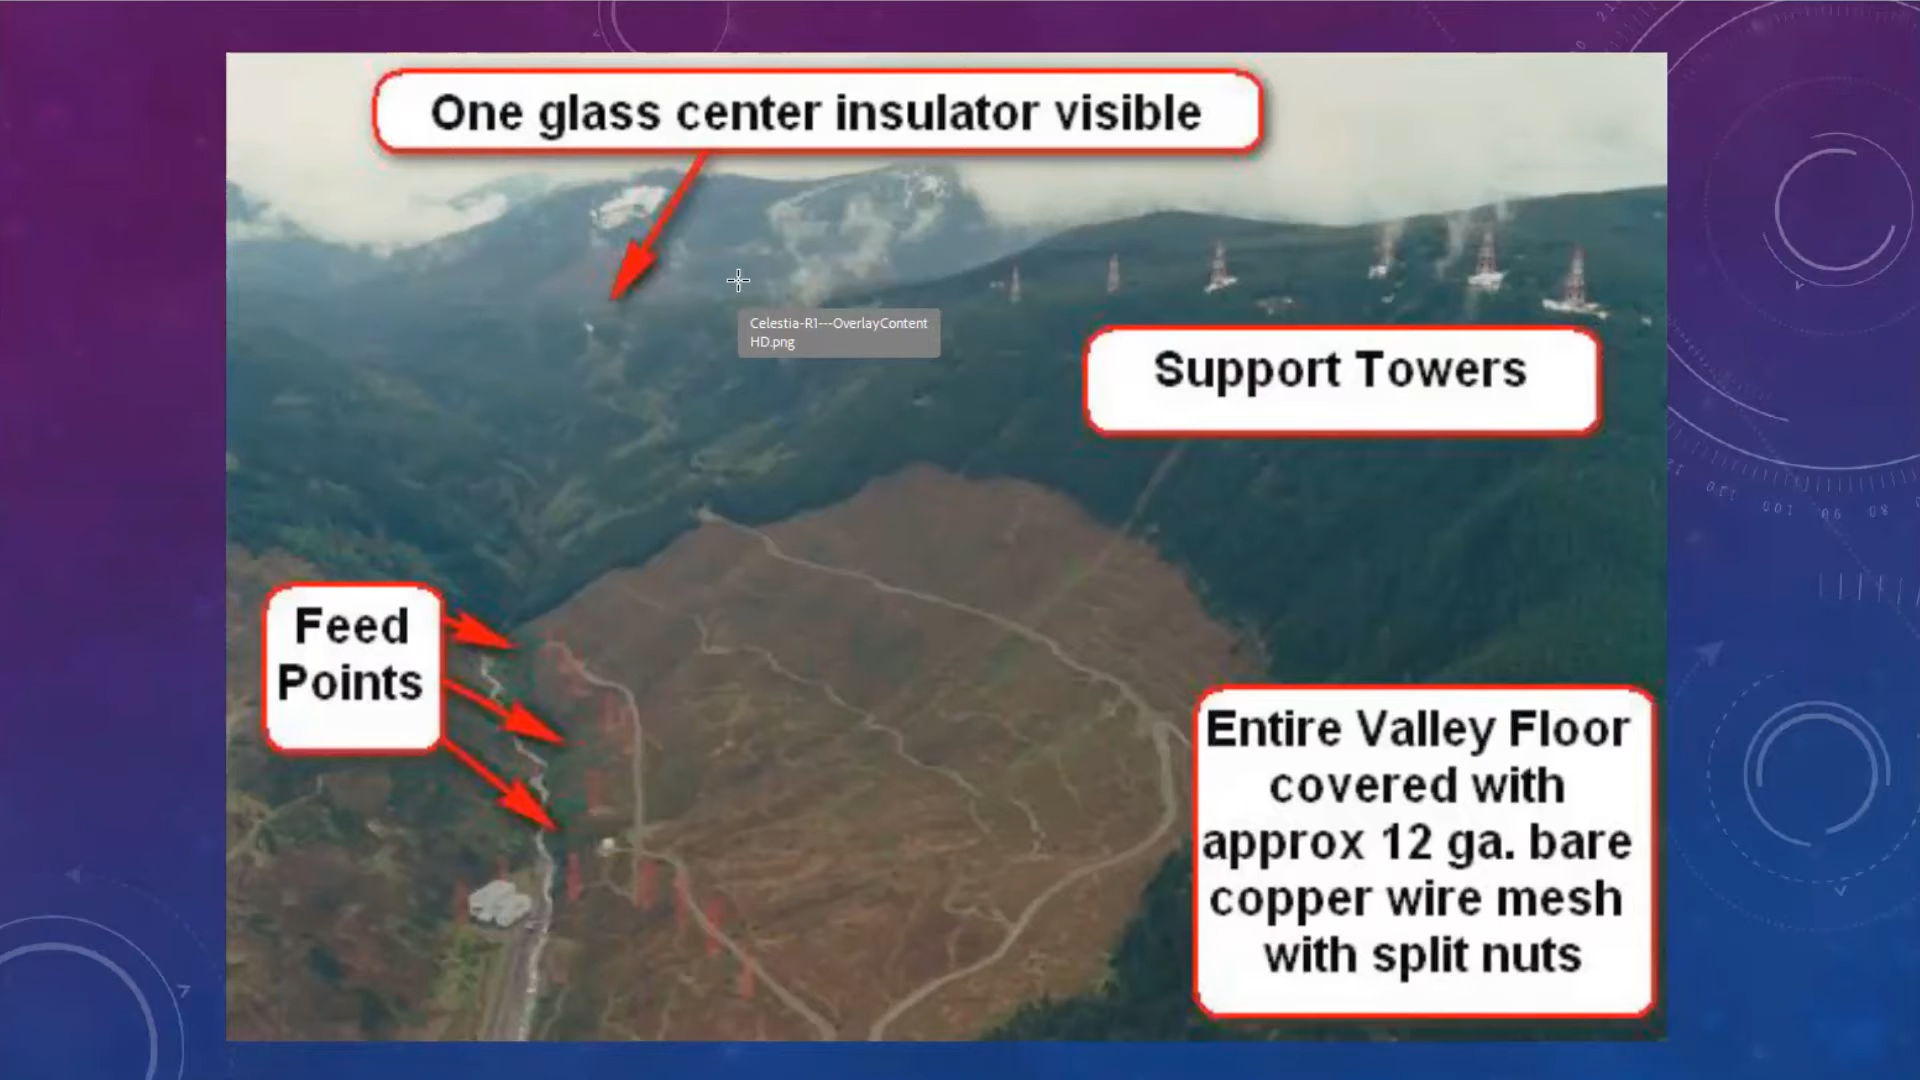 One glass center insulator visible
Celestia-R1---OverlayContent
HD.png
Support Towers
Feed
Points
Entire Valley Floor
covered with
approx 12 ga. bare
copper wire mesh
with split nuts